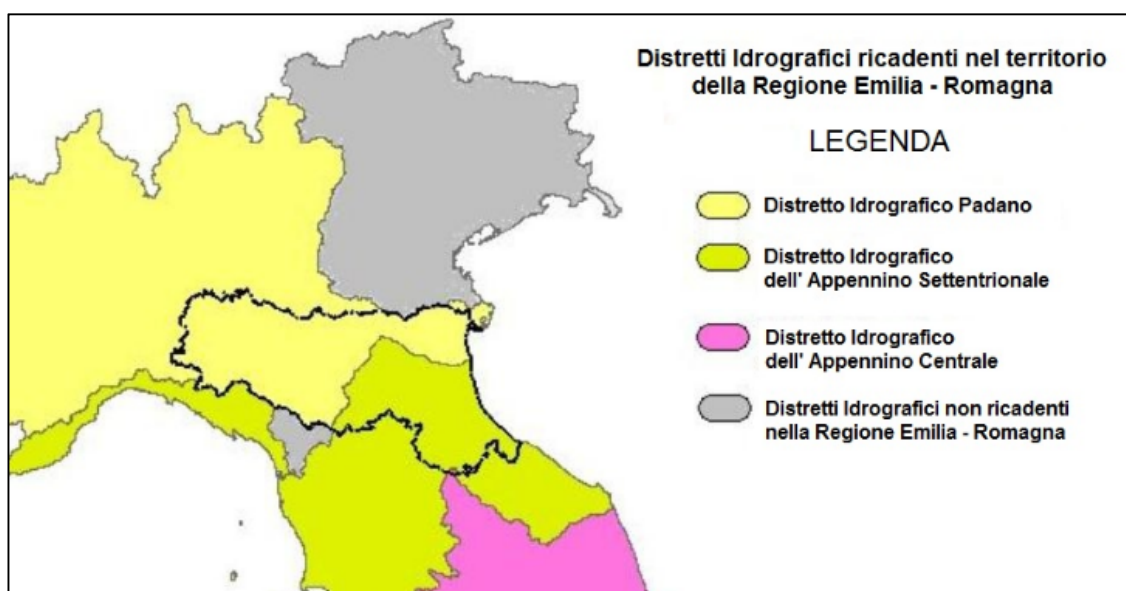 Distretti Idrografici ricadenti nel territorio
della Regione Emilia - Romagna
LEGENDA
Distretto Idrografico Padano
Distretto Idrografico
dell' Appennino Settentrionale
Distretto Idrografico
dell' Appennino Centrale
Distretti Idrografici non ricadenti
nella Regione Emilia - Romagna